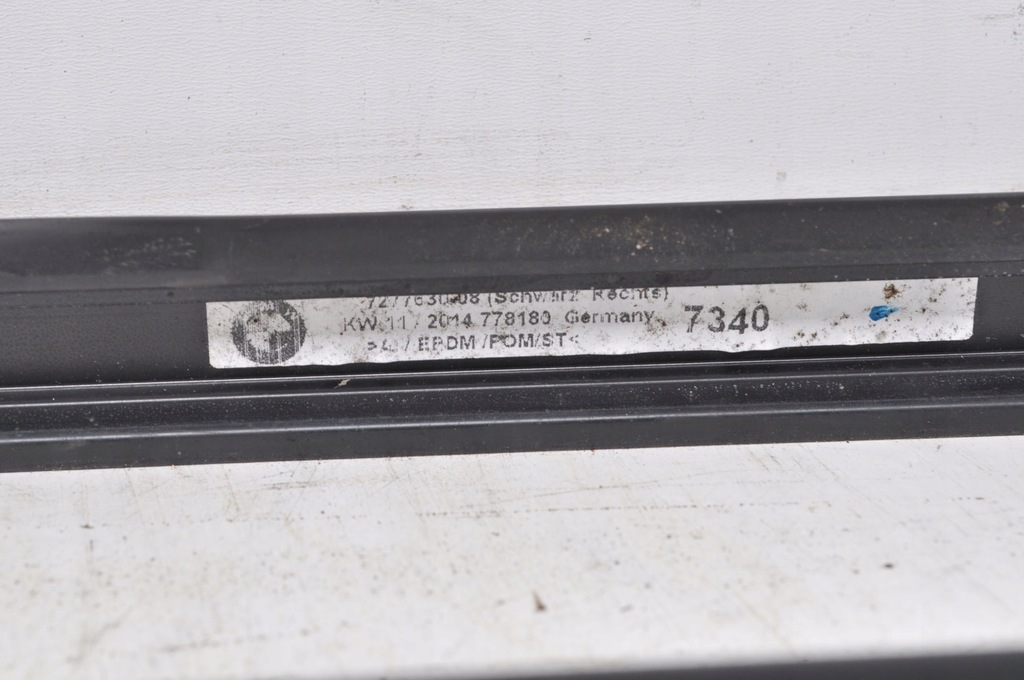 7277630-08 (Schwarz Rechts)
KW 11 / 2014 778180 Germany 7340
/ EPDM /POM/ST<